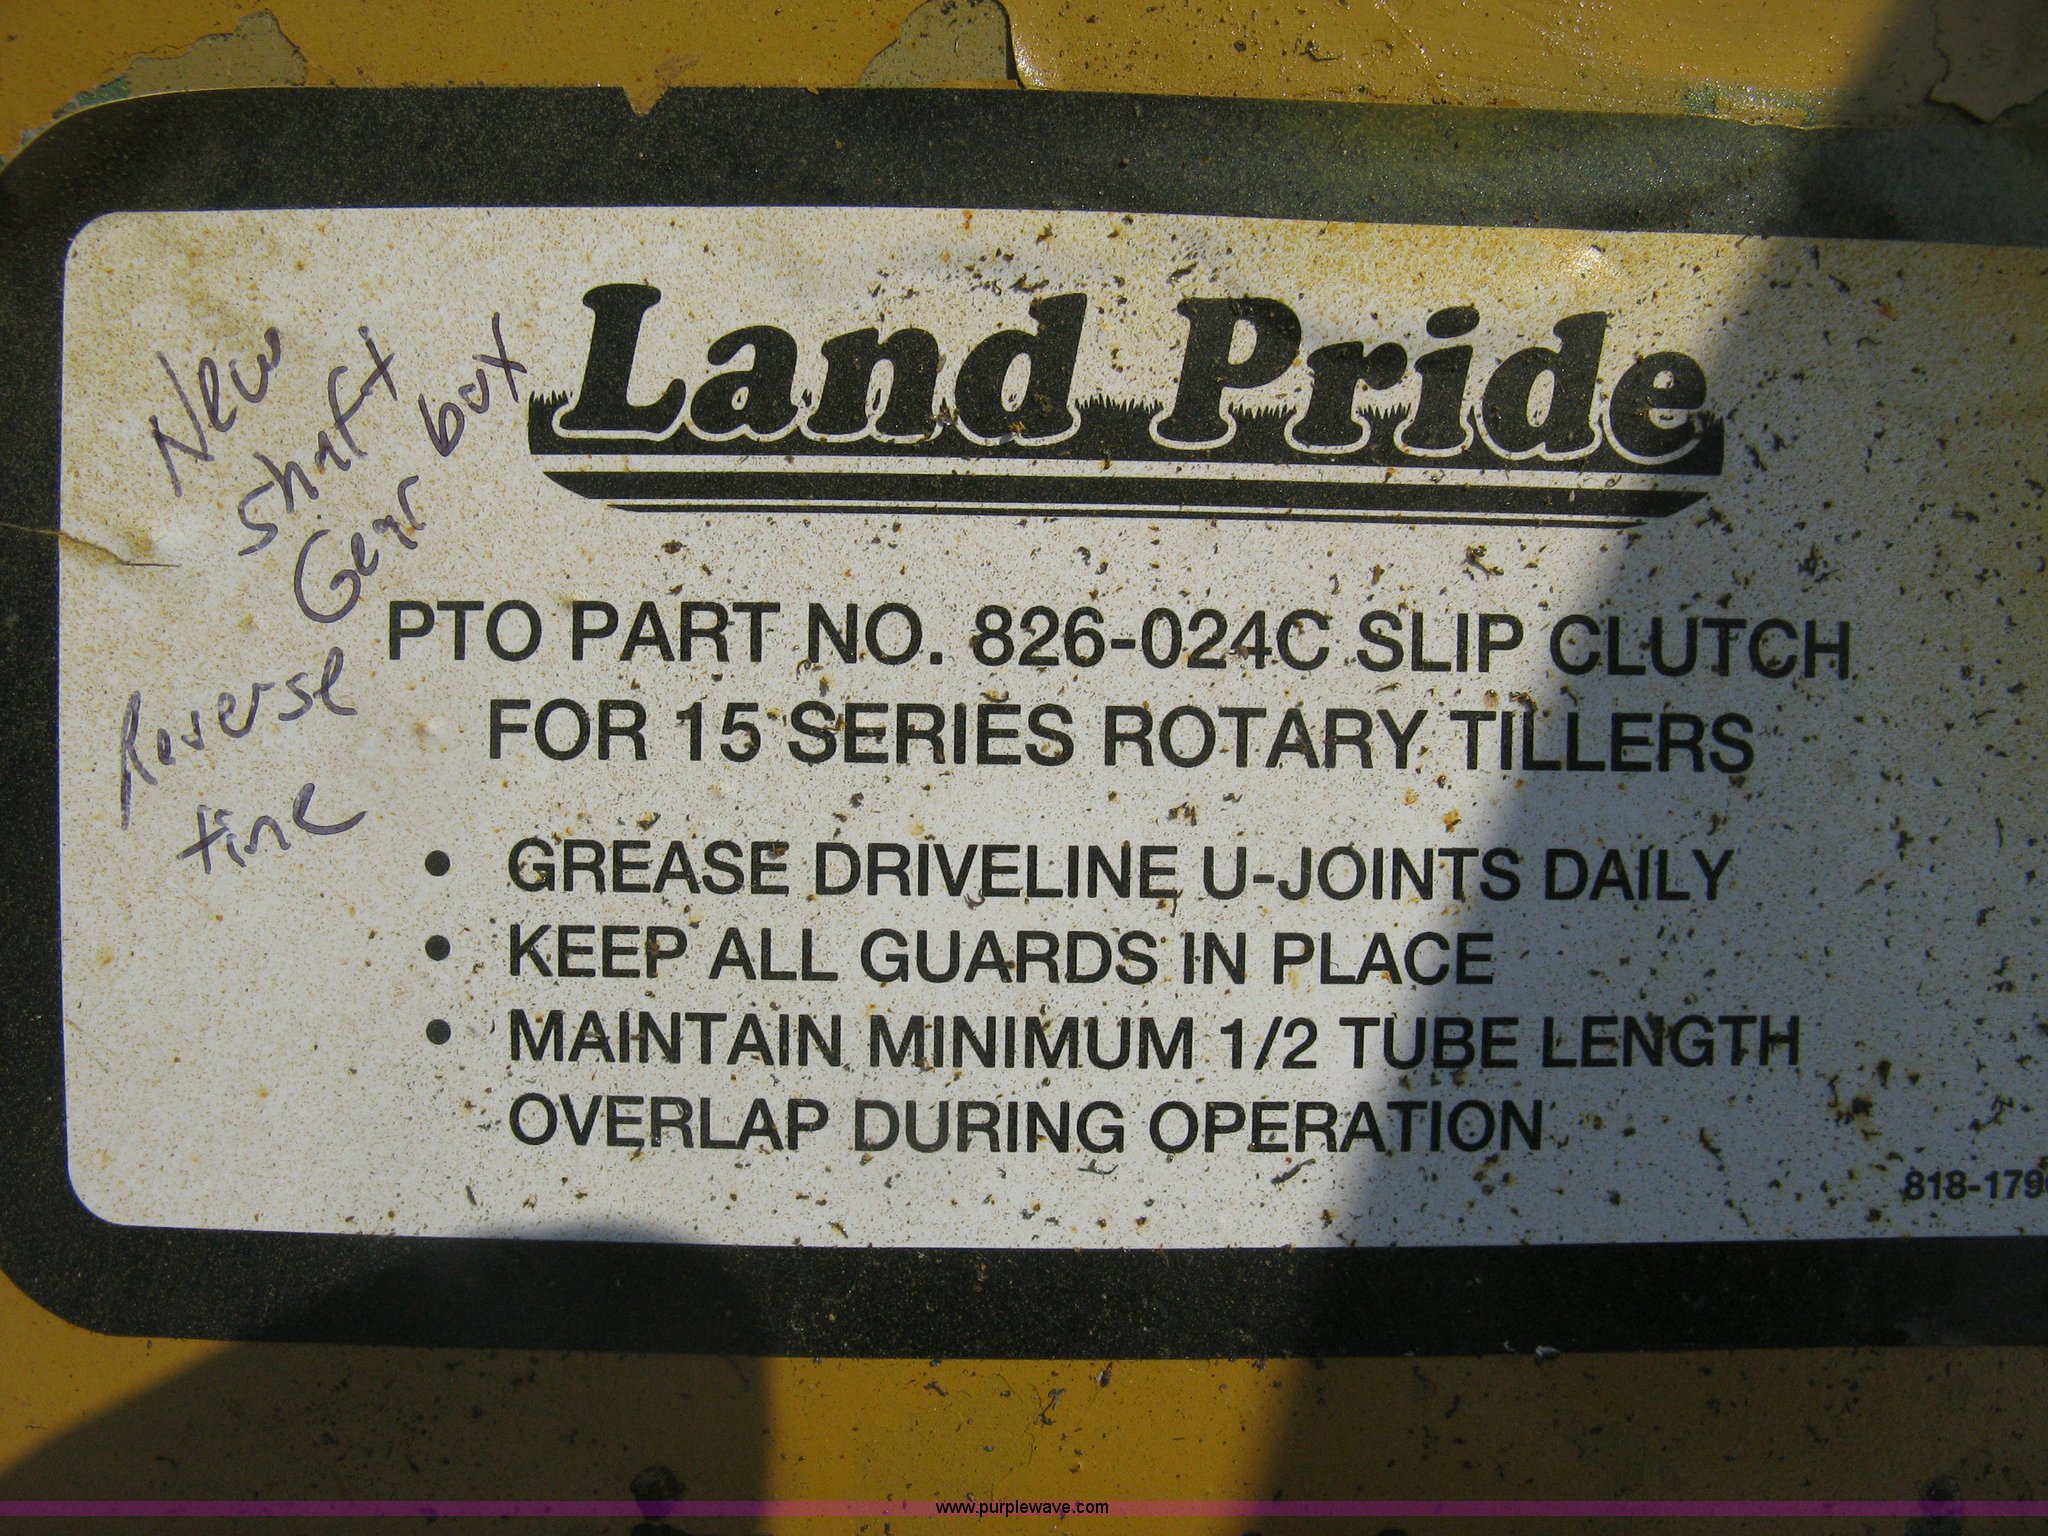 Land Pride
New
shaft
Gear box
Reverse
tine
PTO PART NO. 826-024C SLIP CLUTCH
FOR 15 SERIES ROTARY TILLERS
• GREASE DRIVELINE U-JOINTS DAILY
• KEEP ALL GUARDS IN PLACE
• MAINTAIN MINIMUM 1/2 TUBE LENGTH
OVERLAP DURING OPERATION
818-179
www.purplewave.com